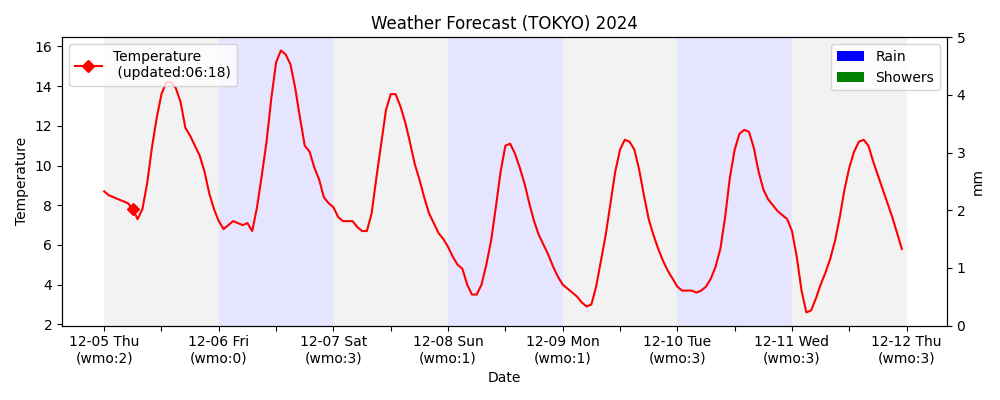 Weather Forecast (TOKYO) 2024
Temperature
(updated:06:18)
Rain
Showers
16
14
12
10
8
6
4
2
Temperature
5
4
3
2
1
0
mm
12-05 Thu
(wmo:2)
12-06 Fri
(wmo:0)
12-07 Sat
(wmo:3)
12-08 Sun
(wmo:1)
12-09 Mon
(wmo:1)
12-10 Tue
(wmo:3)
12-11 Wed
(wmo:3)
12-12 Thu
(wmo:3)
Date